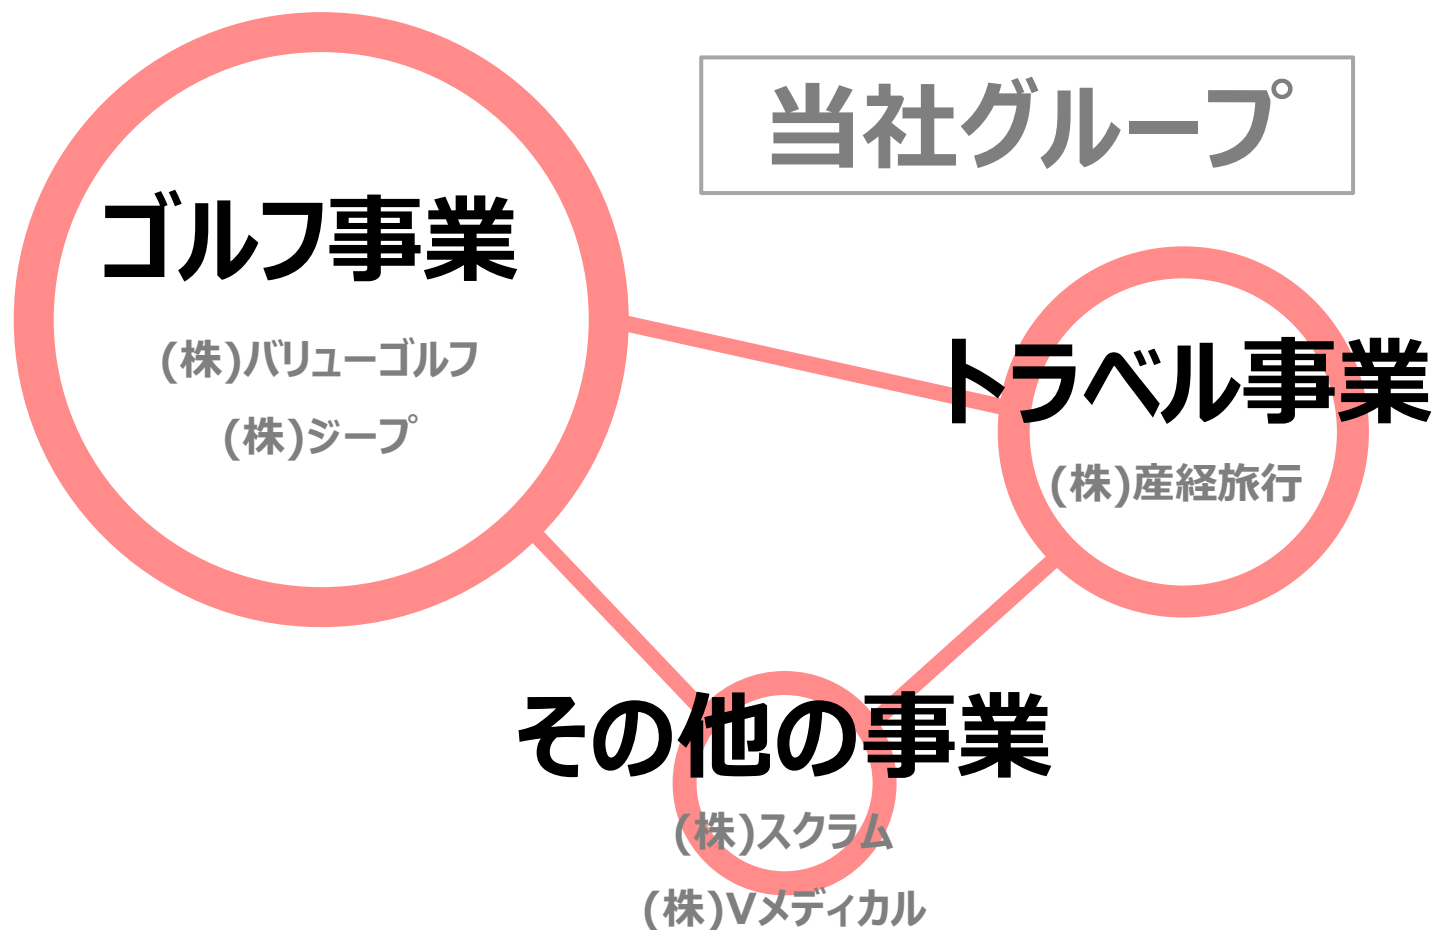 当社グループ
ゴルフ事業
(株)バリューゴルフ
(株)ジープ
トラベル事業
(株)産経旅行
その他の事業
(株)スクラム
(株)Vメディカル